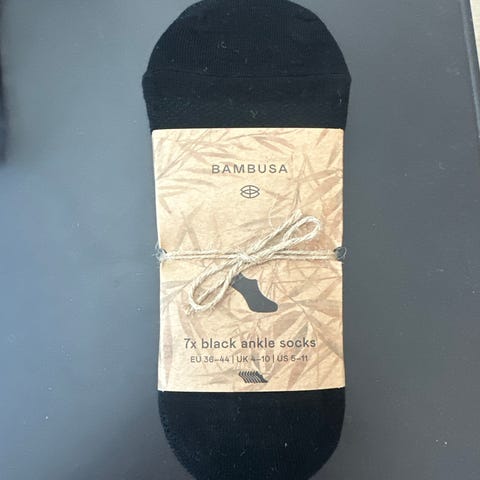 BAMBUSA
7x black ankle socks
EU 36–44 | UK 4–10 | US 5–11